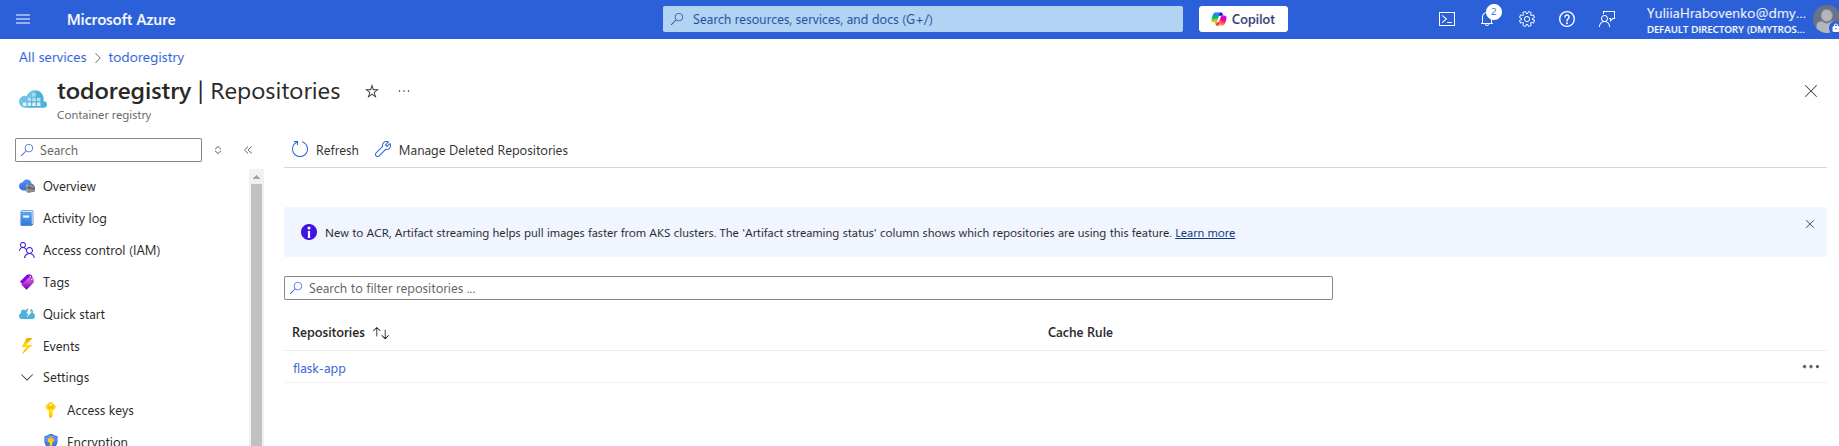 Microsoft Azure
Search resources, services, and docs (G+/)
Copilot
2
YuliiaHrabovenko@dmy...
DEFAULT DIRECTORY (DMYTROS...
All services > todoregistry
todoregistry | Repositories
Container registry
Search
Refresh
Manage Deleted Repositories
Overview
Activity log
Access control (IAM)
Tags
Quick start
Events
Settings
Access keys
Encryption
New to ACR, Artifact streaming helps pull images faster from AKS clusters. The 'Artifact streaming status' column shows which repositories are using this feature. Learn more
Search to filter repositories ...
Repositories
Cache Rule
flask-app